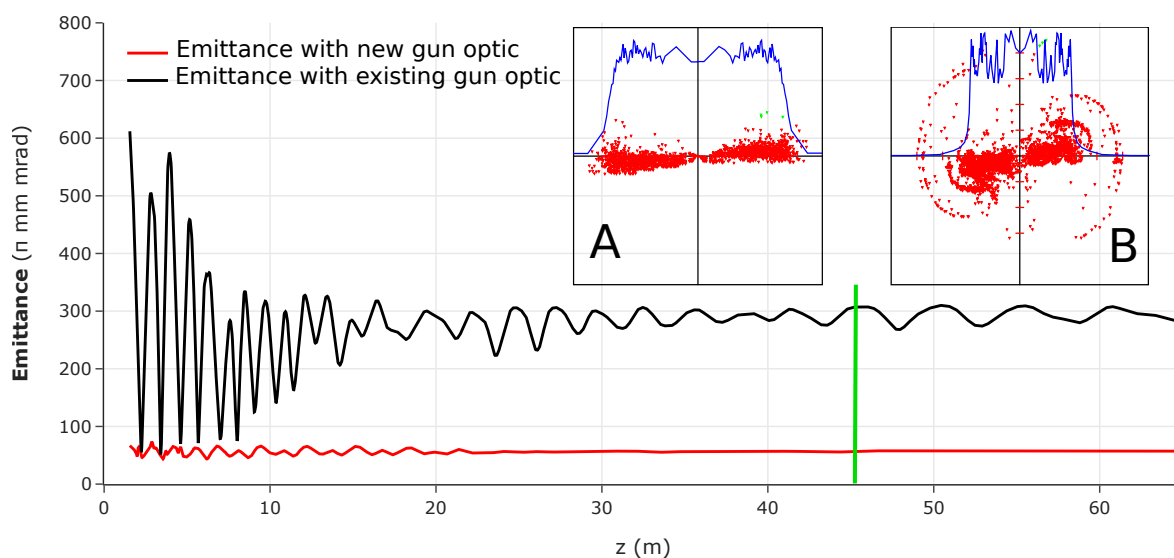 800
700
600
500
400
300
200
100
0
Emittance (π mm mrad)
Emittance with new gun optic
Emittance with existing gun optic
A
B
0
10
20
30
40
50
60
z (m)